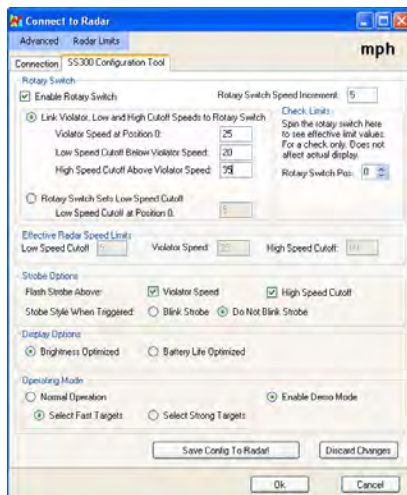 Connect to Radar
Advanced Radar Limits
mph
Connection SS300 Configuration Tool
Rotary Switch
Enable Rotary Switch
Rotary Switch Speed Increment: 5
Link Violator, Low and High Cutoff Speeds to Rotary Switch
Violator Speed at Position 0: 25
Low Speed Cutoff Below Violator Speed: 20
High Speed Cutoff Above Violator Speed: 35
Check Limits
Spin the rotary switch here
to see effective limit values.
For a check only. Does not
affect actual display.
Rotary Switch Pos: 0
Rotary Switch Sets Low Speed Cutoff
Low Speed Cutoff at Position 0: 5
Effective Radar Speed Limits
Low Speed Cutoff: Violator Speed: High Speed Cutoff:
Strobe Options
Flash Strobe Above: Violator Speed High Speed Cutoff
Stobe Style When Triggered: Blink Strobe Do Not Blink Strobe
Display Options
Brightness Optimized Battery Life Optimized
Operating Mode
Normal Operation Enable Demo Mode
Select Fast Targets Select Strong Targets
Save Config To Radar! Discard Changes
Ok Cancel